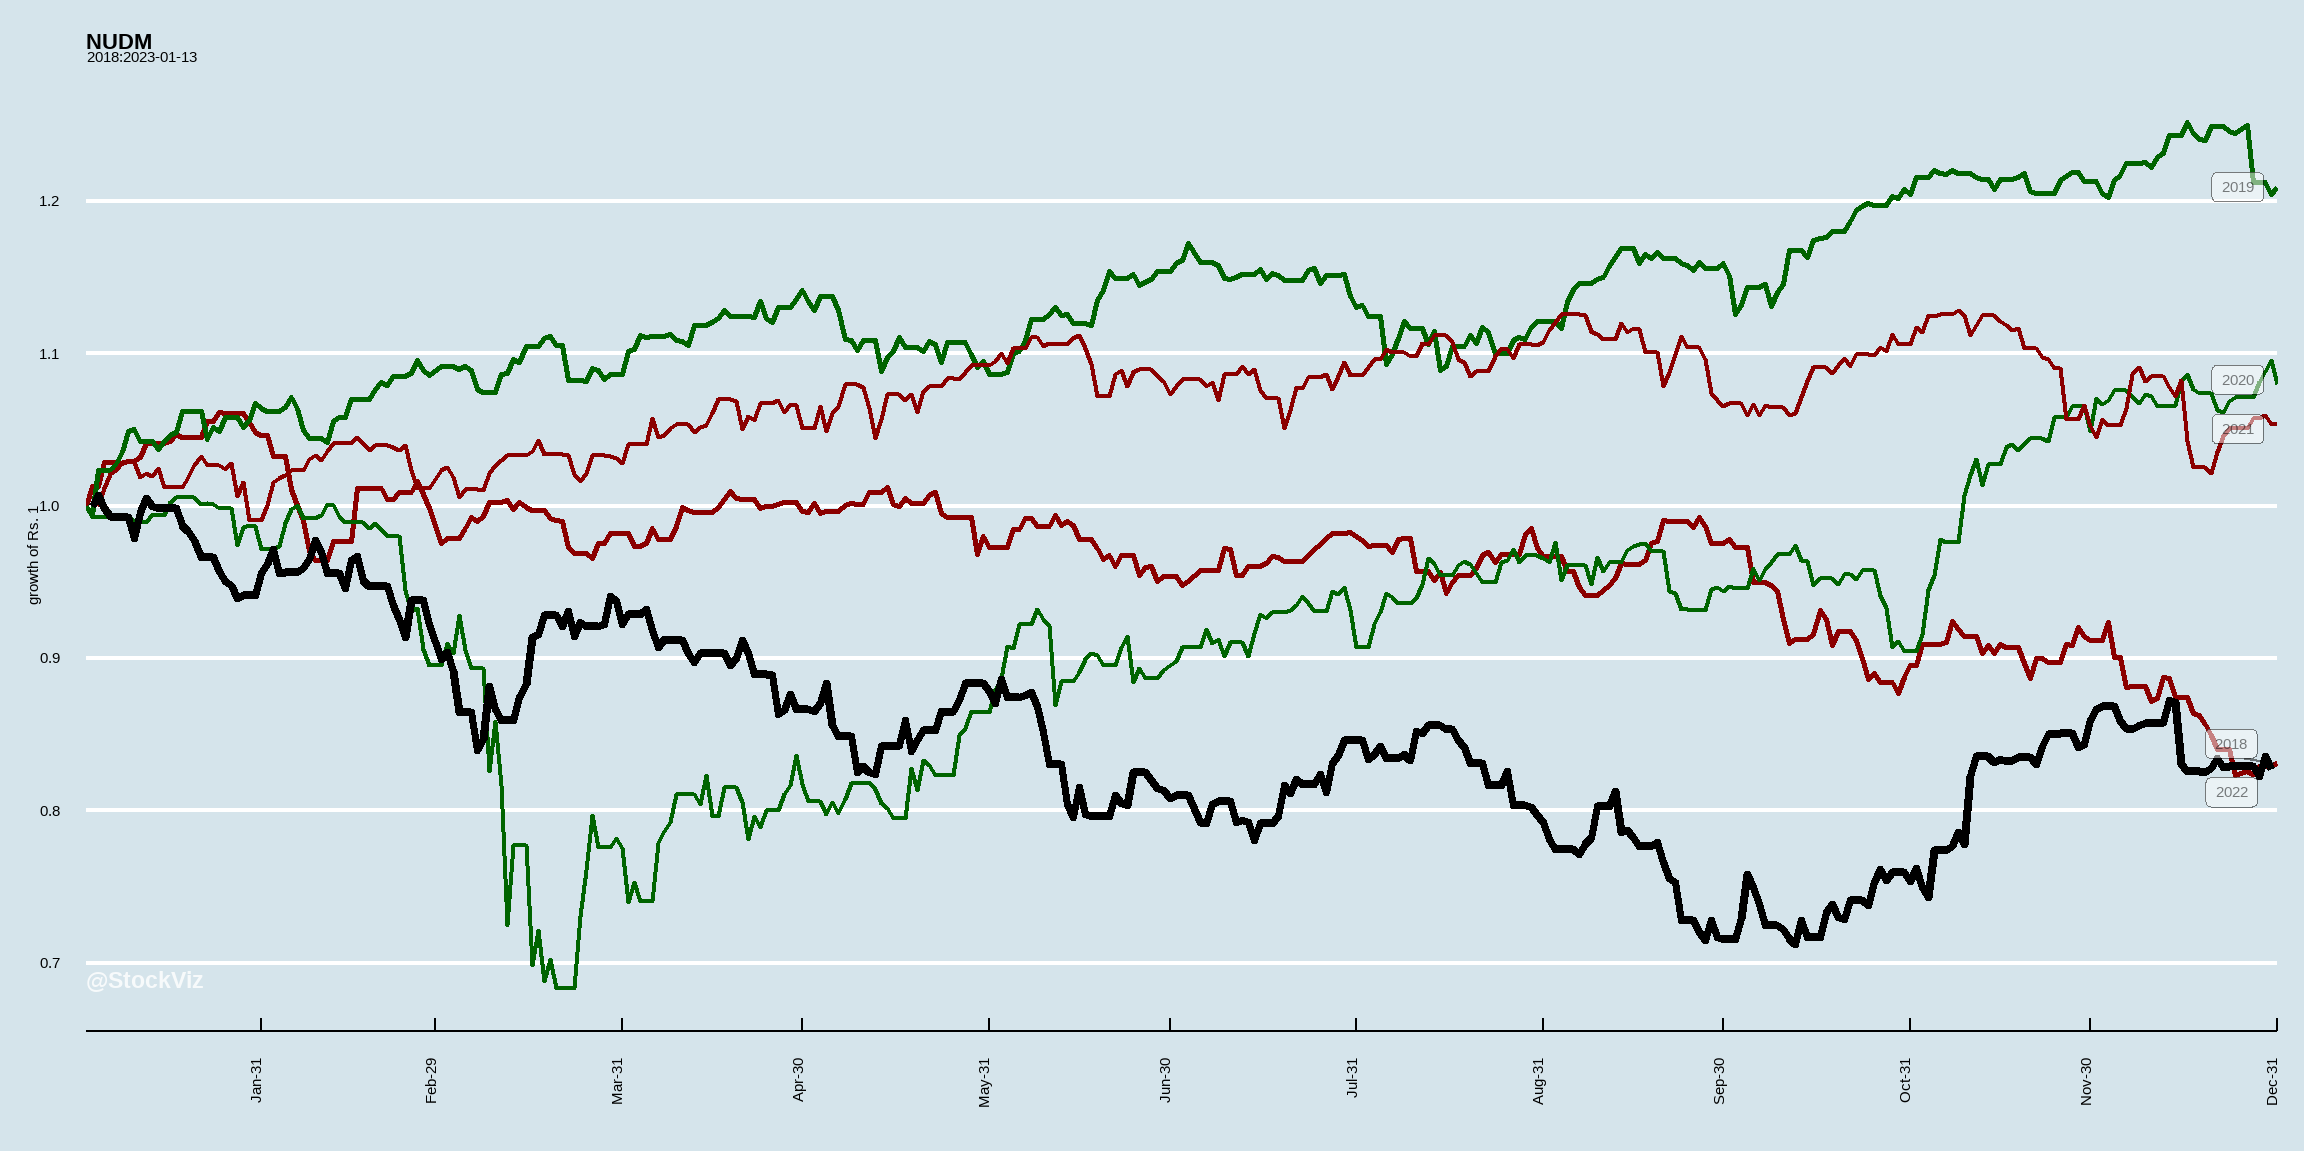 NUDM
2018:2023-01-13
growth of Rs. 1
1.2
1.1
1.0
0.9
0.8
0.7
2019
2020
2021
2018
2022
@StockViz
Jan-31
Feb-29
Mar-31
Apr-30
May-31
Jun-30
Jul-31
Aug-31
Sep-30
Oct-31
Nov-30
Dec-31